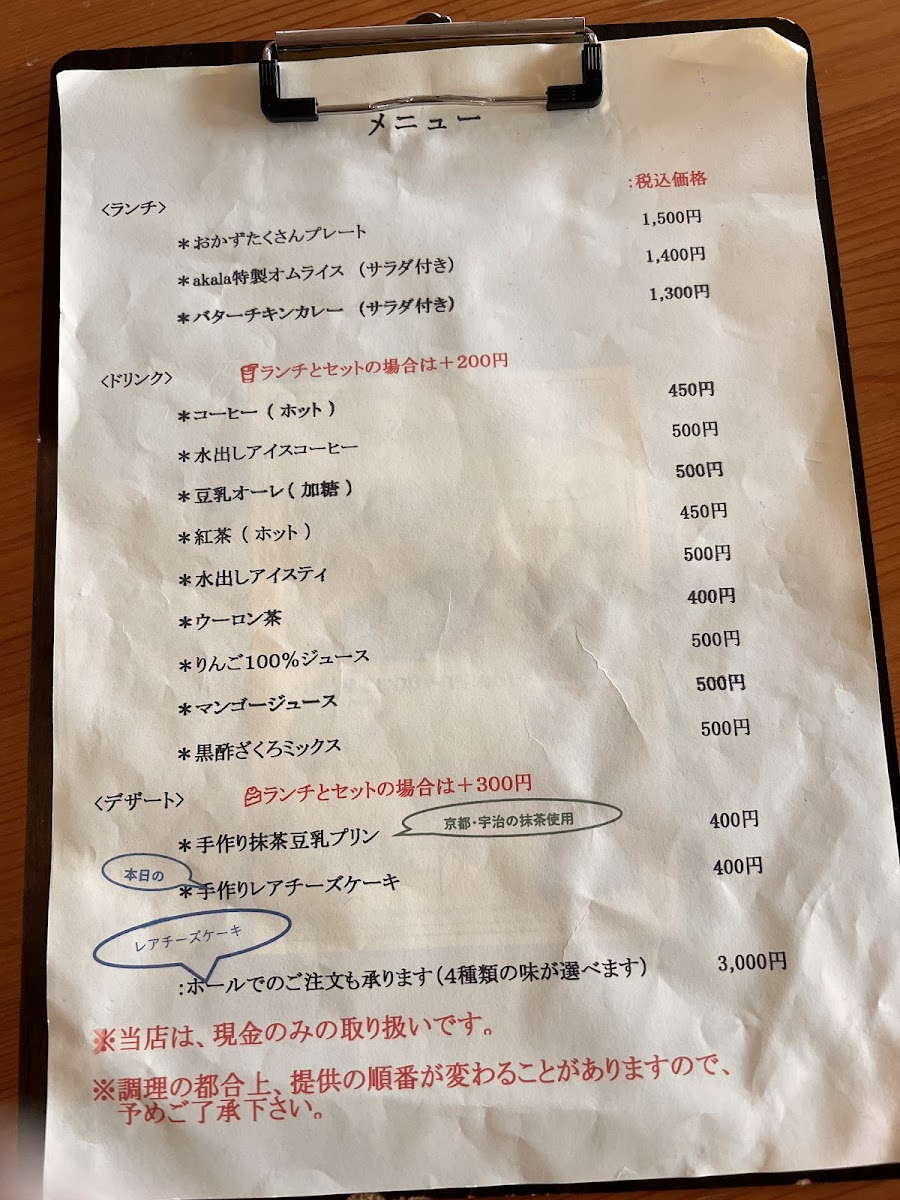 メニュー
:税込価格
〈ランチ〉
＊おかずたくさんプレート 1,500円
＊akala特製オムライス （サラダ付き） 1,400円
＊バターチキンカレー （サラダ付き） 1,300円
〈ドリンク〉 ランチとセットの場合は＋200円
＊コーヒー（ ホット ） 450円
＊水出しアイスコーヒー 500円
＊豆乳オーレ（ 加糖 ） 500円
＊紅茶（ ホット ） 450円
＊水出しアイスティ 500円
＊ウーロン茶 400円
＊りんご100％ジュース 500円
＊マンゴージュース 500円
＊黒酢ざくろミックス 500円
〈デザート〉 ランチとセットの場合は＋300円
＊手作り抹茶豆乳プリン 京都・宇治の抹茶使用 400円
本日の
＊手作りレアチーズケーキ 400円
レアチーズケーキ
:ホールでのご注文も承ります（4種類の味が選べます） 3,000円
※当店は、現金のみの取り扱いです。
※調理の都合上、提供の順番が変わることがありますので、
予めご了承下さい。